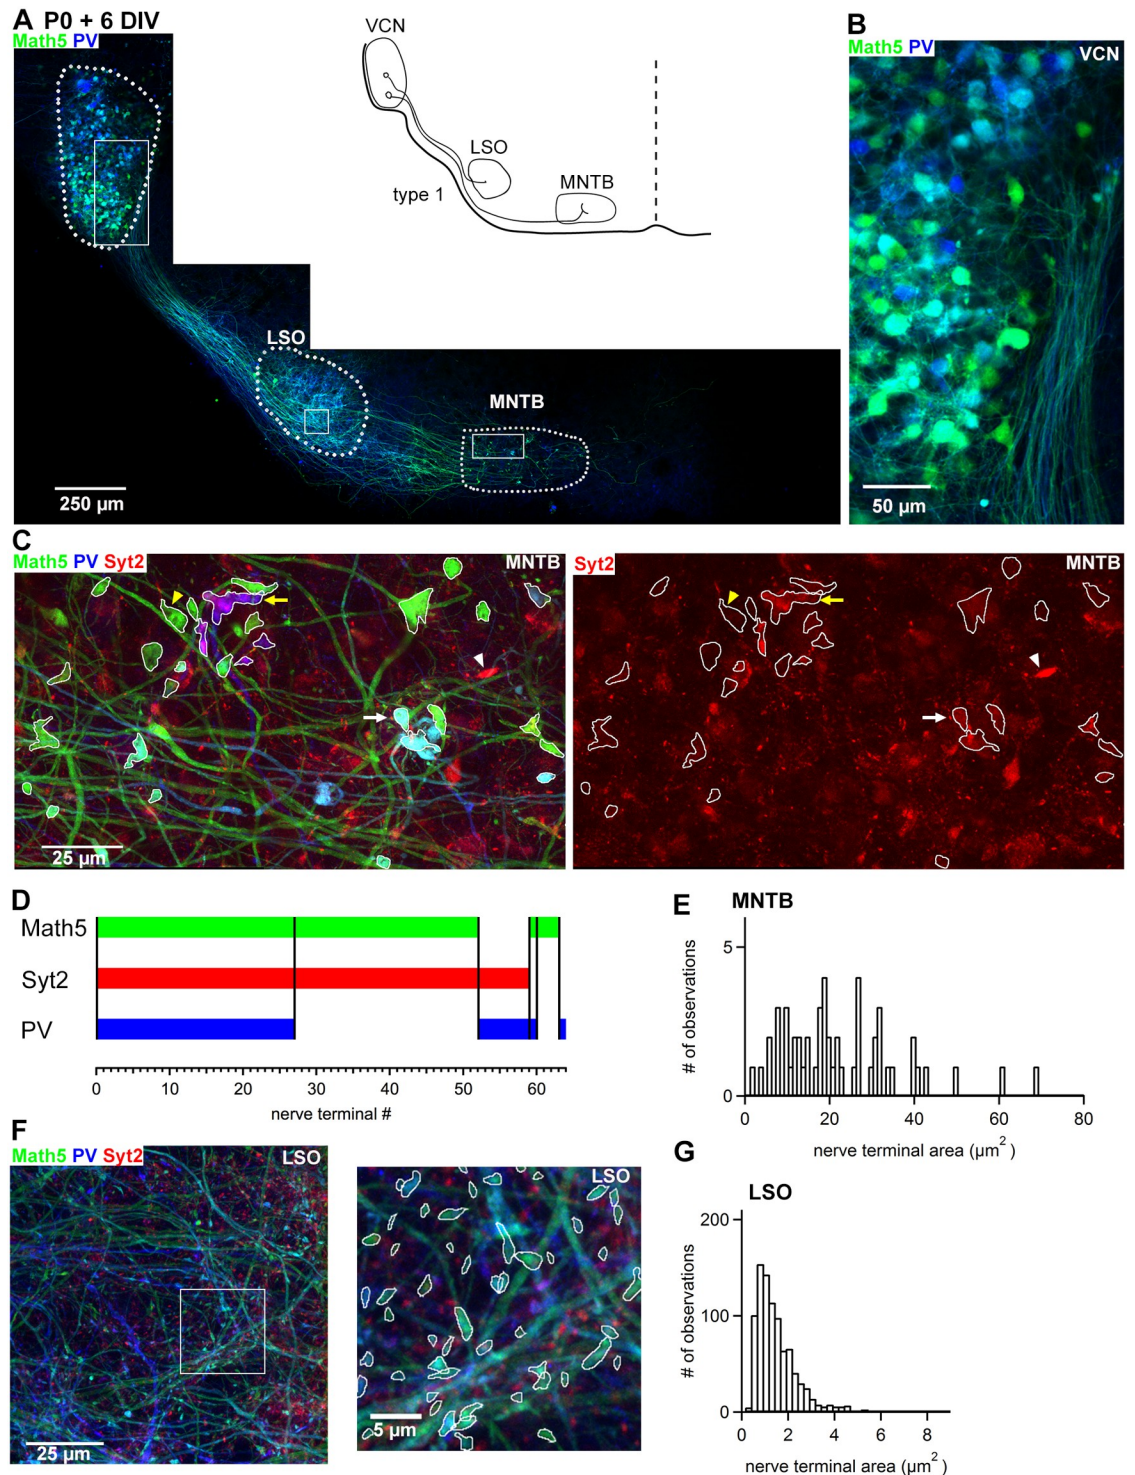 A P0 + 6 DIV
Math5 PV
LSO
MNTB
250 µm
VCN
LSO
MNTB
type 1
B
Math5 PV
VCN
50 µm
C
Math5 PV Syt2
MNTB
25 µm
Syt2
MNTB
D
Math5
Syt2
PV
0 10 20 30 40 50 60
nerve terminal #
E MNTB
# of observations
5
0
0 20 40 60 80
nerve terminal area (µm²)
F
Math5 PV Syt2
LSO
25 µm
LSO
5 µm
G
LSO
# of observations
200
100
0
0 2 4 6 8
nerve terminal area (µm²)